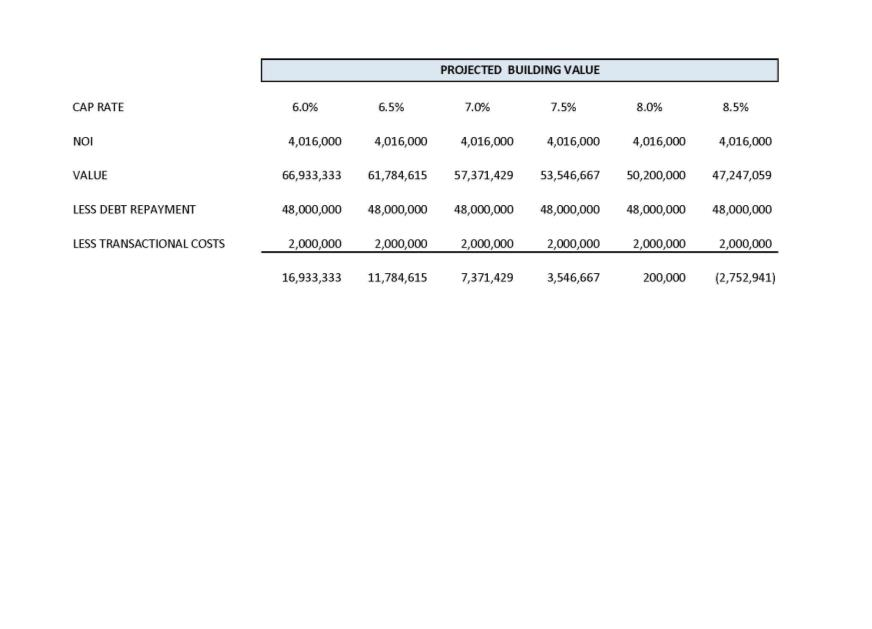 PROJECTED BUILDING VALUE
CAP RATE 6.0% 6.5% 7.0% 7.5% 8.0% 8.5%
NOI 4,016,000 4,016,000 4,016,000 4,016,000 4,016,000 4,016,000
VALUE 66,933,333 61,784,615 57,371,429 53,546,667 50,200,000 47,247,059
LESS DEBT REPAYMENT 48,000,000 48,000,000 48,000,000 48,000,000 48,000,000 48,000,000
LESS TRANSACTIONAL COSTS 2,000,000 2,000,000 2,000,000 2,000,000 2,000,000 2,000,000
16,933,333 11,784,615 7,371,429 3,546,667 200,000 (2,752,941)